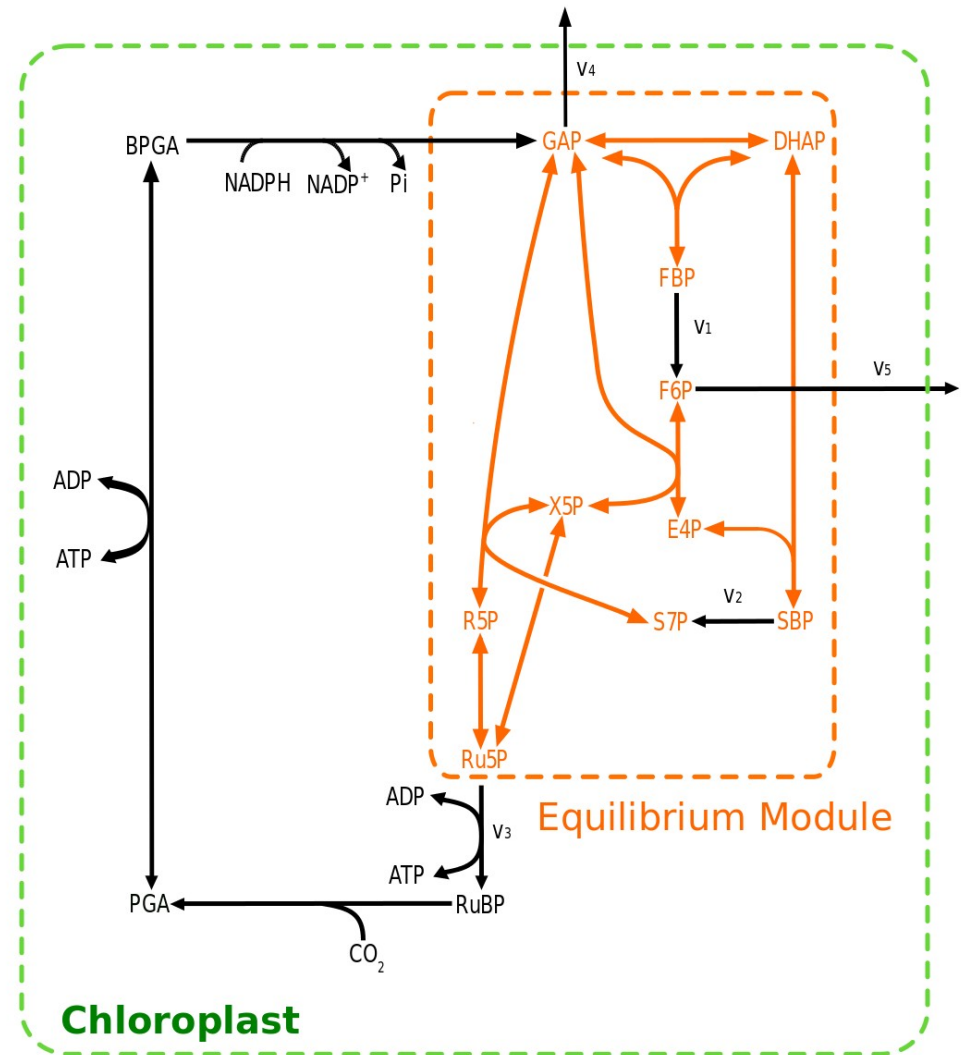 V4
BPGA
GAP
DHAP
NADPH
NADP+
Pi
FBP
V1
F6P
V5
ADP
ATP
X5P
E4P
V2
R5P
S7P
SBP
Ru5P
ADP
Equilibrium Module
V3
ATP
PGA
RuBP
CO2
Chloroplast